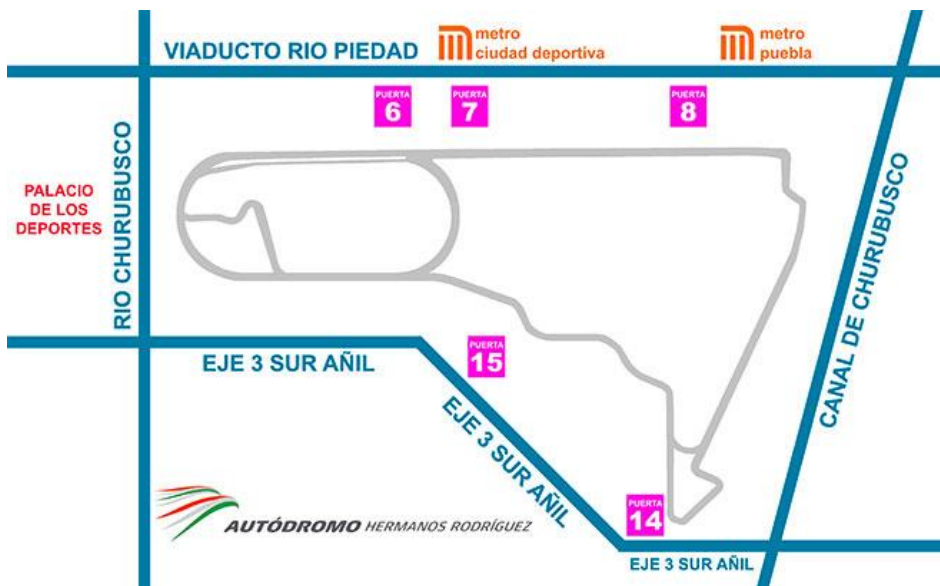 VIADUCTO RIO PIEDAD
metro
ciudad deportiva
metro
puebla
PUERTA
6
PUERTA
7
PUERTA
8
PALACIO
DE LOS
DEPORTES
RIO CHURUBUSCO
CANAL DE CHURUBUSCO
EJE 3 SUR AÑIL
PUERTA
15
EJE 3 SUR AÑIL
PUERTA
14
AUTÓDROMO HERMANOS RODRÍGUEZ
EJE 3 SUR AÑIL